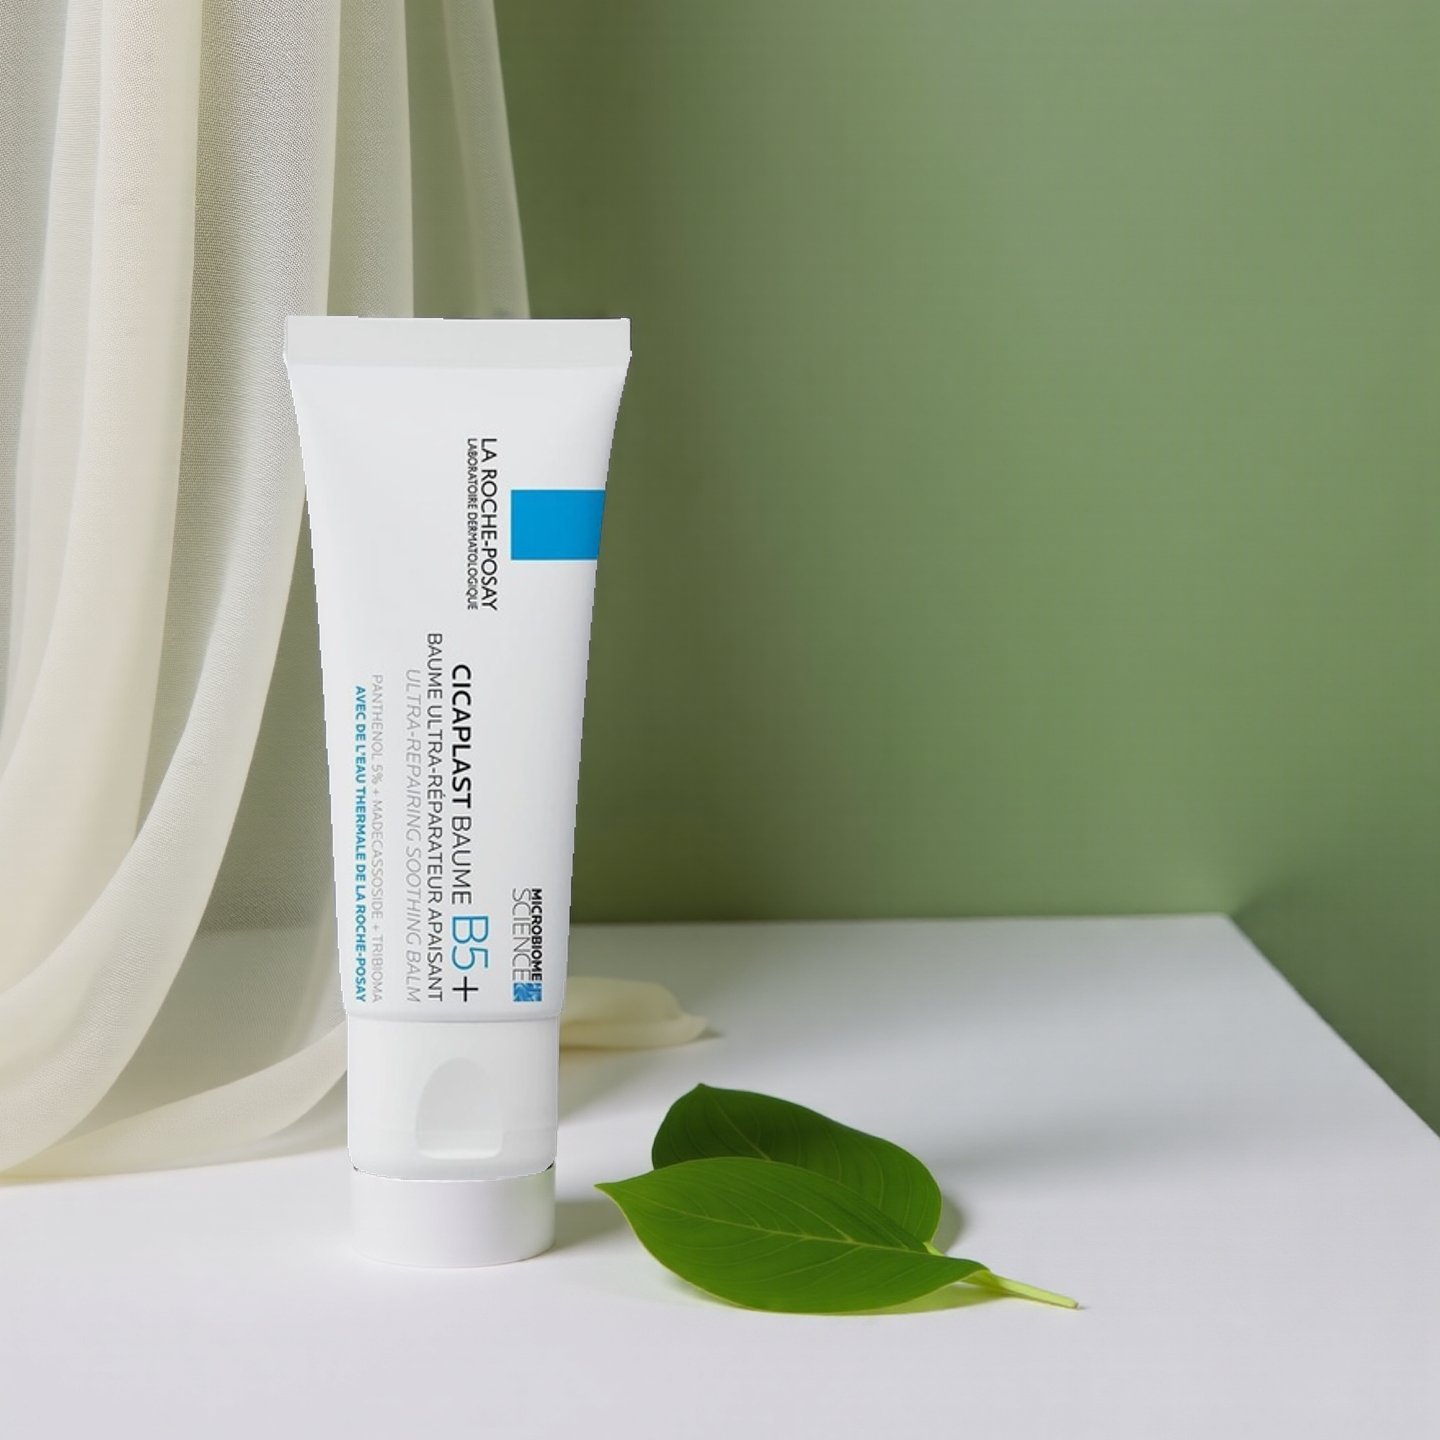 LA ROCHE-POSAY
LABORATOIRE DERMATOLOGIQUE
MICROBIOME
SCIENCE
CICAPLAST BAUME B5+
BAUME ULTRA-RÉPARATEUR APAISANT
ULTRA-REPAIRING SOOTHING BALM
PANTHENOL 5% + MADECASSOSIDE + TRIBIOMA
AVEC DE L'EAU THERMALE DE LA ROCHE-POSAY